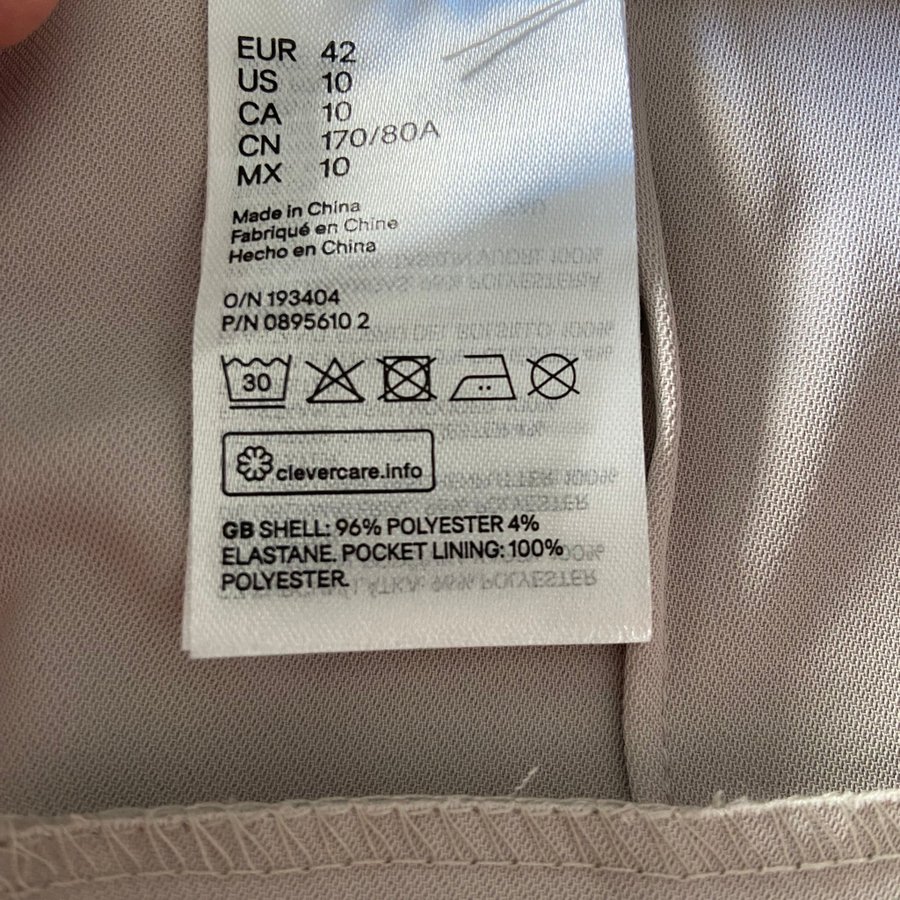 EUR 42
US 10
CA 10
CN 170/80A
MX 10
Made in China
Fabriqué en Chine
Hecho en China
O/N 193404
P/N 0895610 2
30
clevercare.info
GB SHELL: 96% POLYESTER 4%
ELASTANE. POCKET LINING: 100%
POLYESTER.